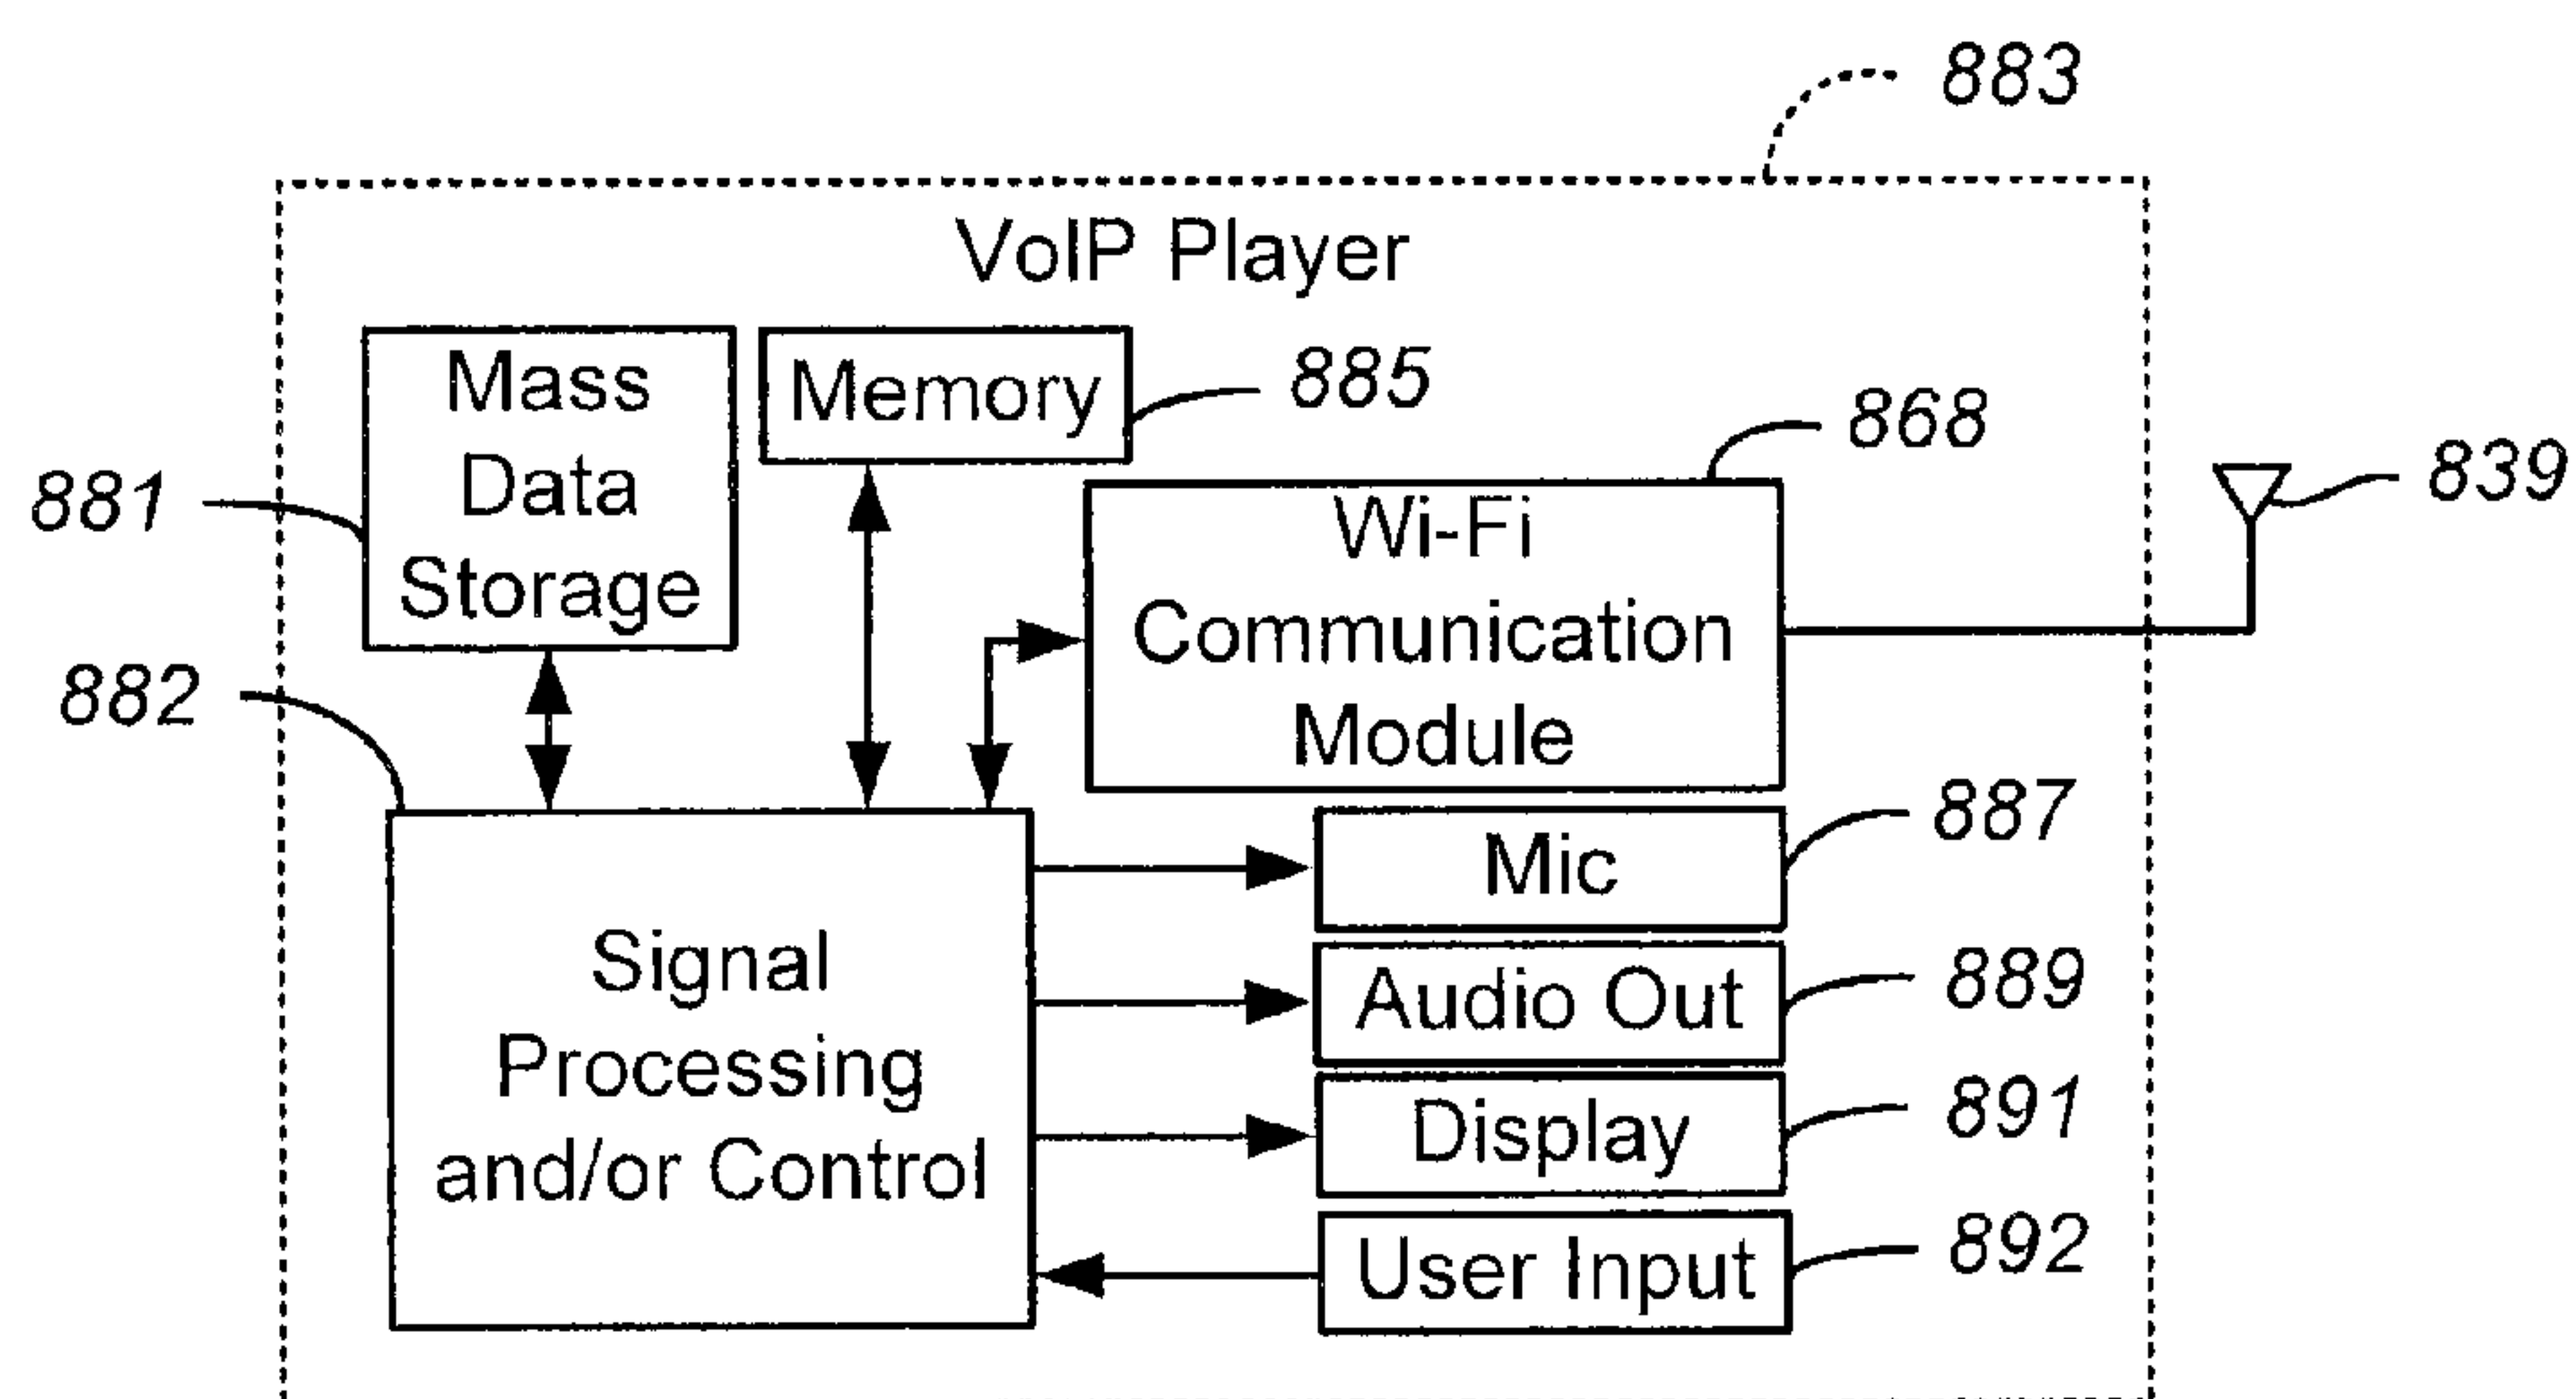 883
VoIP Player
Mass
Data
Storage
Memory
885
868
881
Wi-Fi
Communication
Module
839
882
Mic
887
Signal
Processing
and/or Control
Audio Out
889
Display
891
User Input
892